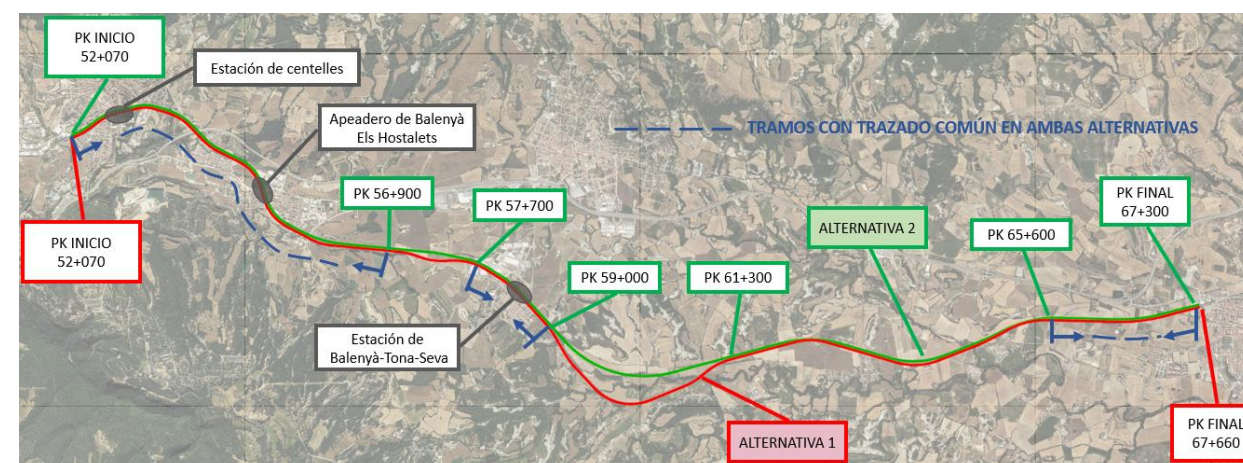 PK INICIO
52+070
Estación de centelles
Apeadero de Balenyà
Els Hostalets
TRAMOS CON TRAZADO COMÚN EN AMBAS ALTERNATIVAS
PK 56+900
PK 57+700
PK FINAL
67+300
ALTERNATIVA 2
PK 65+600
PK INICIO
52+070
PK 59+000
PK 61+300
Estación de
Balenyà-Tona-Seva
ALTERNATIVA 1
PK FINAL
67+660